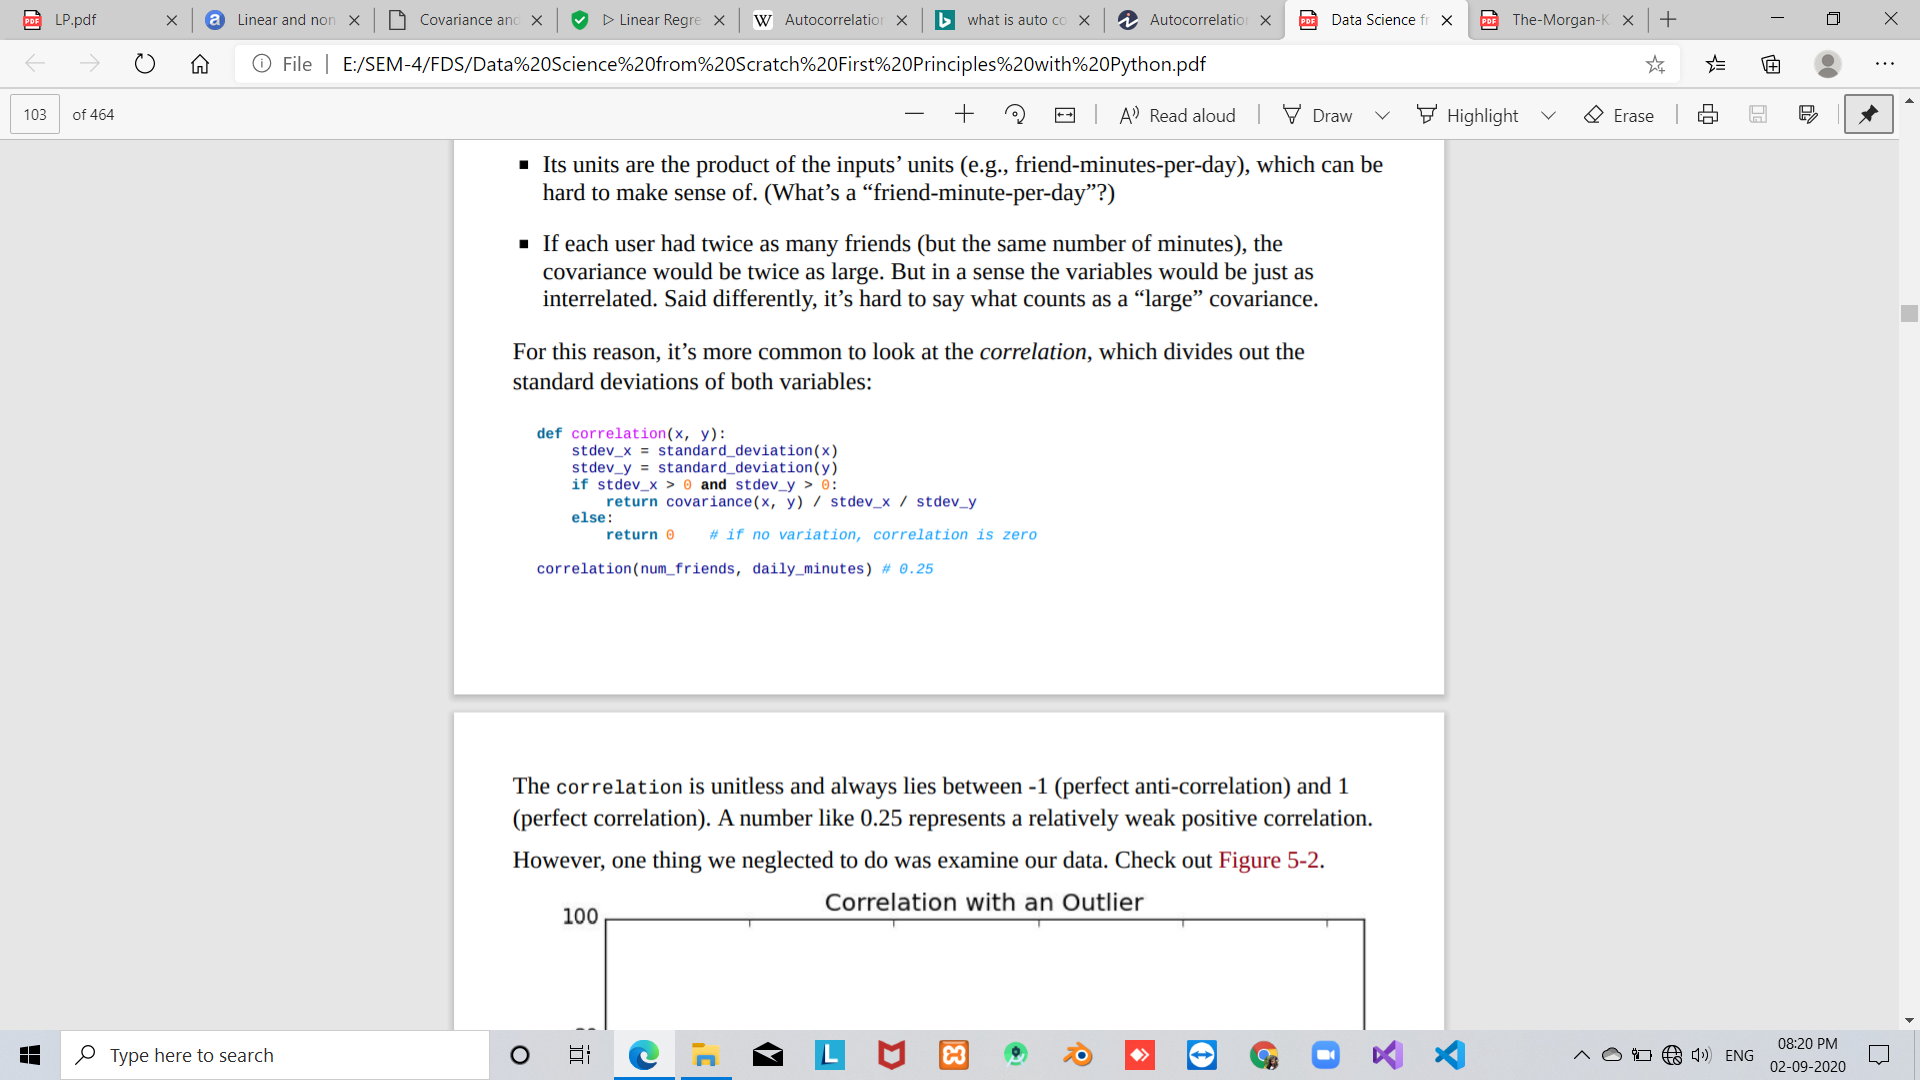 LP.pdf
Linear and non
Covariance and
▷ Linear Regre
Autocorrelation
what is auto co
Autocorrelation
Data Science fr
The-Morgan-K
File
E:/SEM-4/FDS/Data%20Science%20from%20Scratch%20First%20Principles%20with%20Python.pdf
103 of 464
Read aloud
Draw
Highlight
Erase
▪ Its units are the product of the inputs’ units (e.g., friend-minutes-per-day), which can be
hard to make sense of. (What’s a “friend-minute-per-day”?)
▪ If each user had twice as many friends (but the same number of minutes), the
covariance would be twice as large. But in a sense the variables would be just as
interrelated. Said differently, it’s hard to say what counts as a “large” covariance.
For this reason, it’s more common to look at the correlation, which divides out the
standard deviations of both variables:
def correlation(x, y):
    stdev_x = standard_deviation(x)
    stdev_y = standard_deviation(y)
    if stdev_x > 0 and stdev_y > 0:
        return covariance(x, y) / stdev_x / stdev_y
    else:
        return 0    # if no variation, correlation is zero
correlation(num_friends, daily_minutes) # 0.25
The correlation is unitless and always lies between -1 (perfect anti-correlation) and 1
(perfect correlation). A number like 0.25 represents a relatively weak positive correlation.
However, one thing we neglected to do was examine our data. Check out Figure 5-2.
Correlation with an Outlier
100
Type here to search
ENG
08:20 PM
02-09-2020